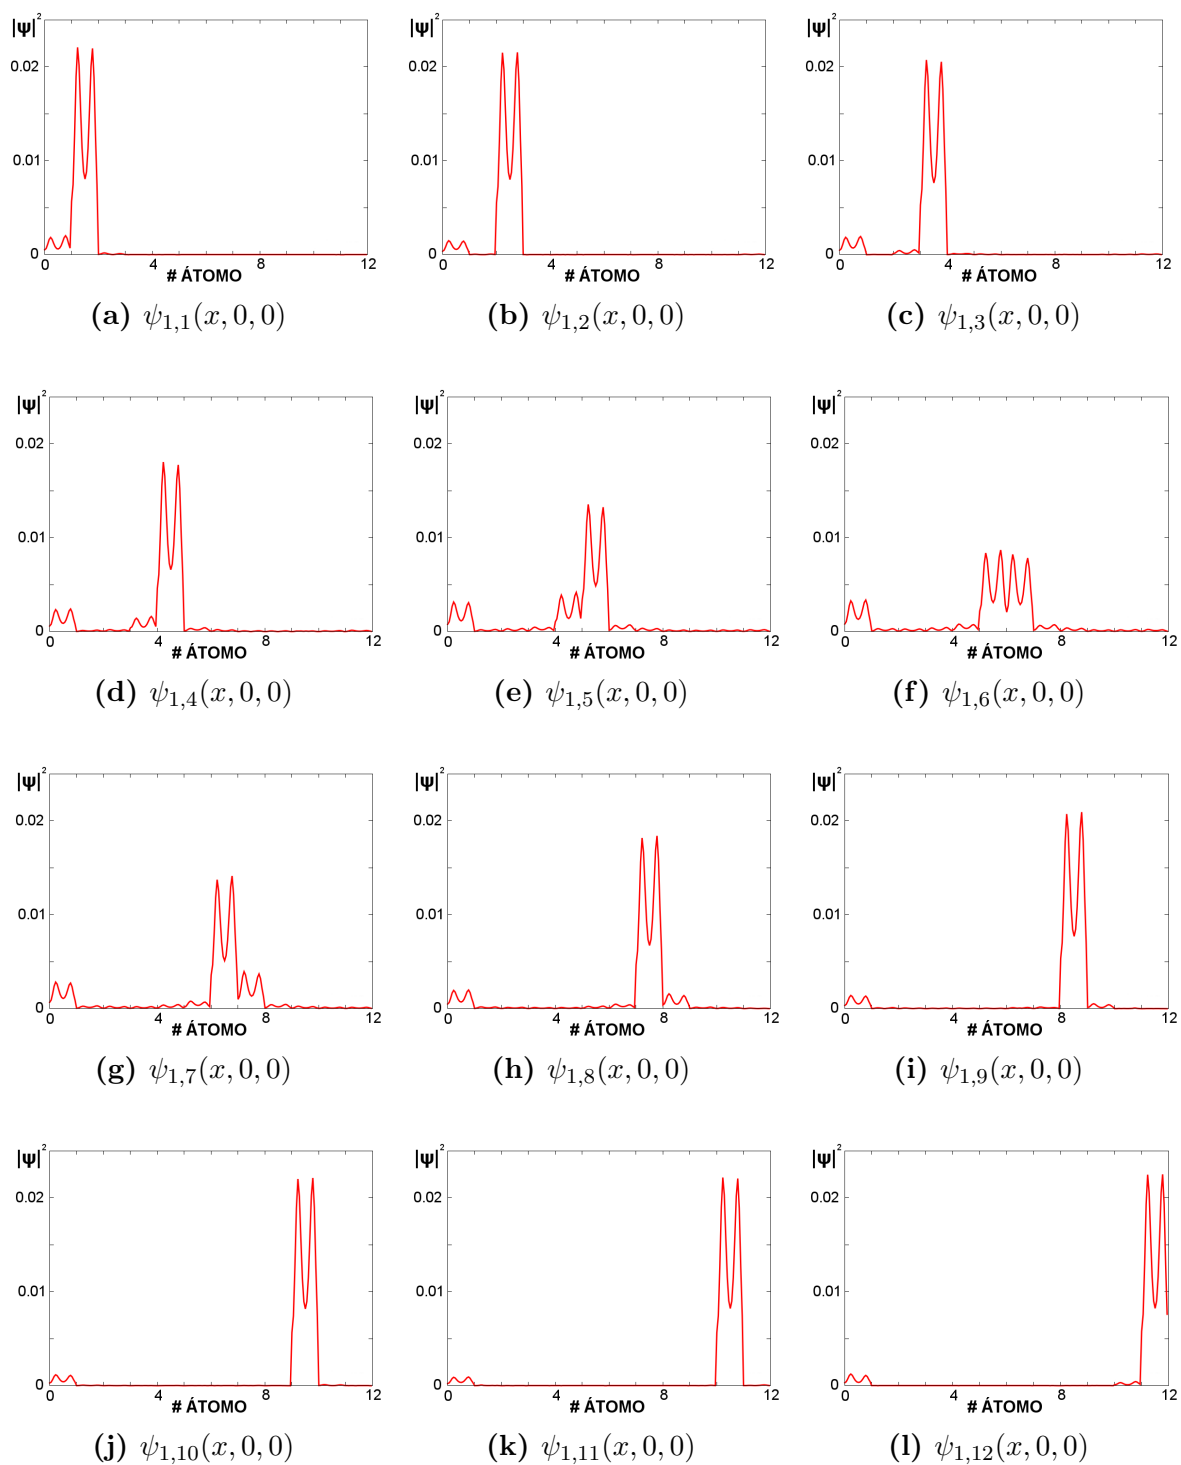 |Ψ|² |Ψ|² |Ψ|²
0.02 0.02 0.02
0.01 0.01 0.01
0 0 0
0 4 8 12 0 4 8 12 0 4 8 12
# ÁTOMO # ÁTOMO # ÁTOMO
(a) ψ₁,₁(x, 0, 0) (b) ψ₁,₂(x, 0, 0) (c) ψ₁,₃(x, 0, 0)
|Ψ|² |Ψ|² |Ψ|²
0.02 0.02 0.02
0.01 0.01 0.01
0 0 0
0 4 8 12 0 4 8 12 0 4 8 12
# ÁTOMO # ÁTOMO # ÁTOMO
(d) ψ₁,₄(x, 0, 0) (e) ψ₁,₅(x, 0, 0) (f) ψ₁,₆(x, 0, 0)
|Ψ|² |Ψ|² |Ψ|²
0.02 0.02 0.02
0.01 0.01 0.01
0 0 0
0 4 8 12 0 4 8 12 0 4 8 12
# ÁTOMO # ÁTOMO # ÁTOMO
(g) ψ₁,₇(x, 0, 0) (h) ψ₁,₈(x, 0, 0) (i) ψ₁,₉(x, 0, 0)
|Ψ|² |Ψ|² |Ψ|²
0.02 0.02 0.02
0.01 0.01 0.01
0 0 0
0 4 8 12 0 4 8 12 0 4 8 12
# ÁTOMO # ÁTOMO # ÁTOMO
(j) ψ₁,₁₀(x, 0, 0) (k) ψ₁,₁₁(x, 0, 0) (l) ψ₁,₁₂(x, 0, 0)